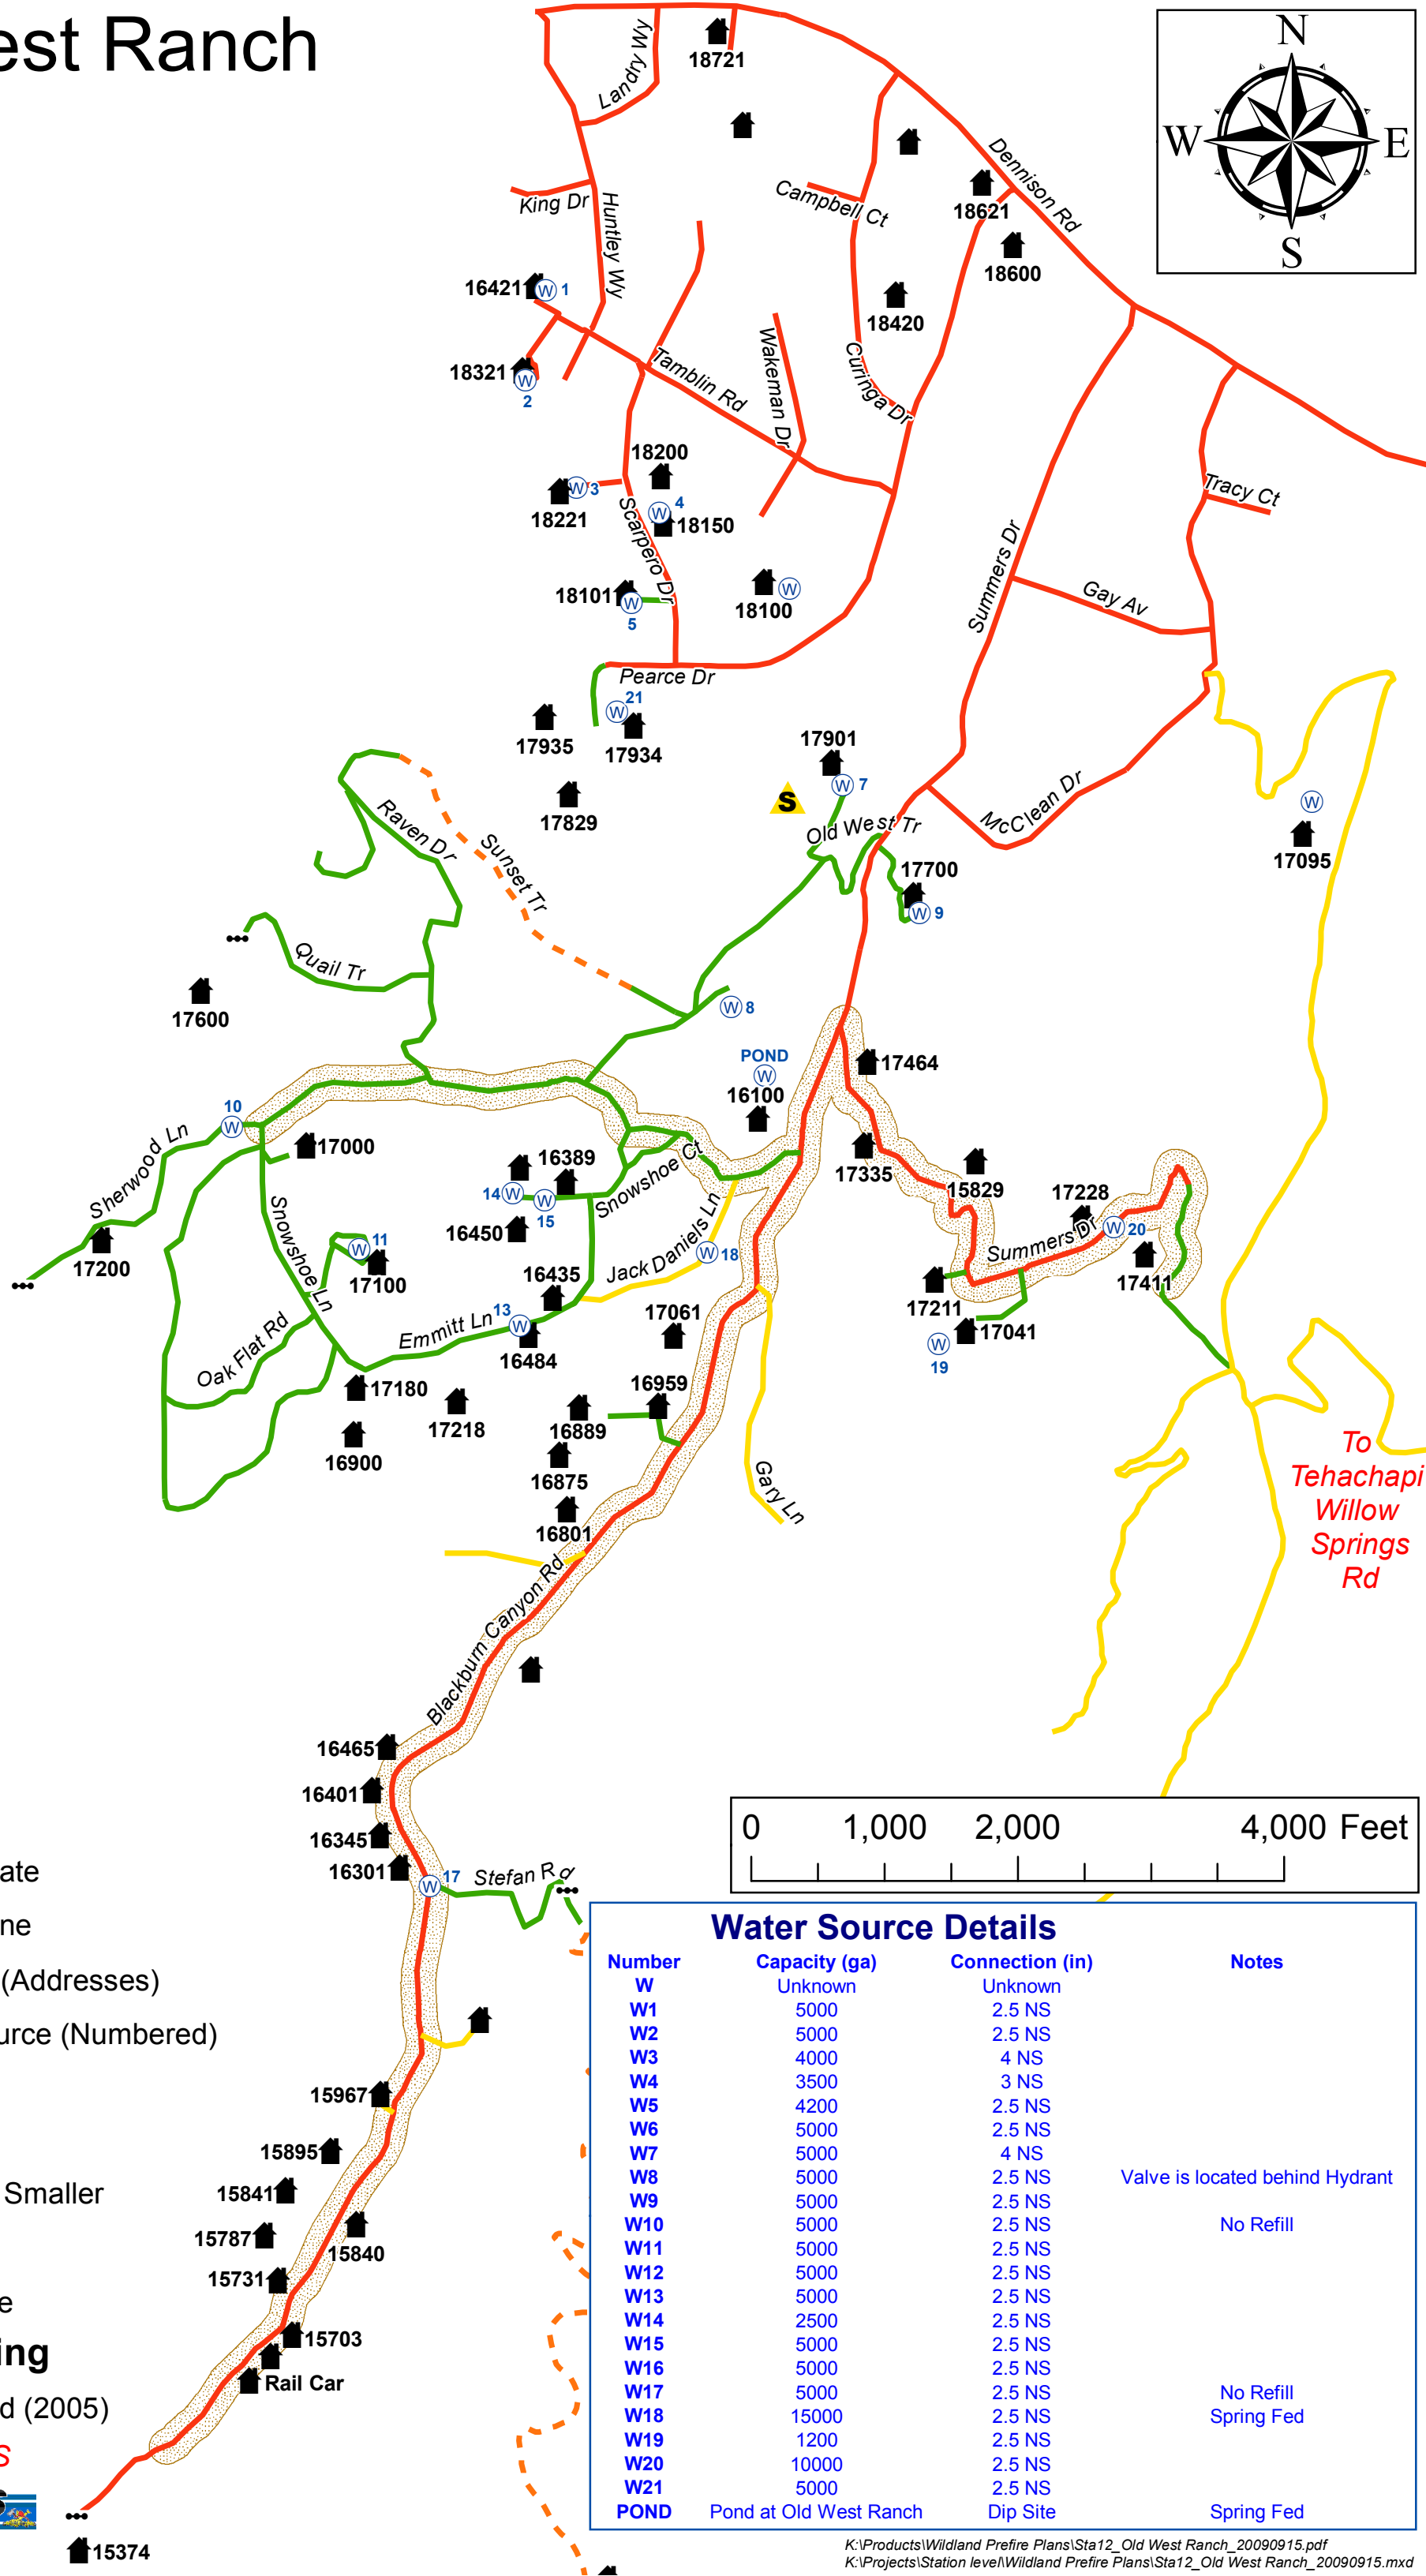 est Ranch
N
W
E
S
Landry Wy
18721
Dennison Rd
King Dr
Huntley Wy
Campbell Ct
18621
18600
16421
W 1
18420
18321
W
2
Tamblin Rd
Wakeman Dr
Curinga Dr
18200
W 3
18221
W 4
18150
Scarpero Dr
Tracy Ct
Summers Dr
Gay Av
18101
W
5
18100
W
Pearce Dr
21
W
17935
17934
17901
W 7
S
17829
Old West Tr
McClean Dr
W
17095
Raven Dr
Sunset Tr
17700
W 9
Quail Tr
17600
W 8
POND
W
16100
17464
10
W
Sherwood Ln
17000
16389
Snowshoe Ct
17335
15829
17228
14 W
W
15
16450
Snowshoe Ln
Jack Daniels Ln
W 18
Summers Dr
W 20
17200
W 11
17100
16435
17411
17211
Oak Flat Rd
Emmitt Ln
13
W
16484
17061
17041
W
19
17180
17218
16959
16889
16900
16875
Gary Ln
To
Tehachapi
Willow
Springs
Rd
16801
Blackburn Canyon Rd
16465
16401
16345
16301
W 17
Stefan Rd
0 1,000 2,000 4,000 Feet
ate
ne
(Addresses)
urce (Numbered)
15967
15895
15841
Smaller
15787
15840
15731
e
15703
ing
Rail Car
d (2005)
S
15374
Water Source Details
Number Capacity (ga) Connection (in) Notes
W Unknown Unknown
W1 5000 2.5 NS
W2 5000 2.5 NS
W3 4000 4 NS
W4 3500 3 NS
W5 4200 2.5 NS
W6 5000 2.5 NS
W7 5000 4 NS
W8 5000 2.5 NS Valve is located behind Hydrant
W9 5000 2.5 NS
W10 5000 2.5 NS No Refill
W11 5000 2.5 NS
W12 5000 2.5 NS
W13 5000 2.5 NS
W14 2500 2.5 NS
W15 5000 2.5 NS
W16 5000 2.5 NS
W17 5000 2.5 NS No Refill
W18 15000 2.5 NS Spring Fed
W19 1200 2.5 NS
W20 10000 2.5 NS
W21 5000 2.5 NS
POND Pond at Old West Ranch Dip Site Spring Fed
K:\Products\Wildland Prefire Plans\Sta12_Old West Ranch_20090915.pdf
K:\Projects\Station level\Wildland Prefire Plans\Sta12_Old West Ranch_20090915.mxd